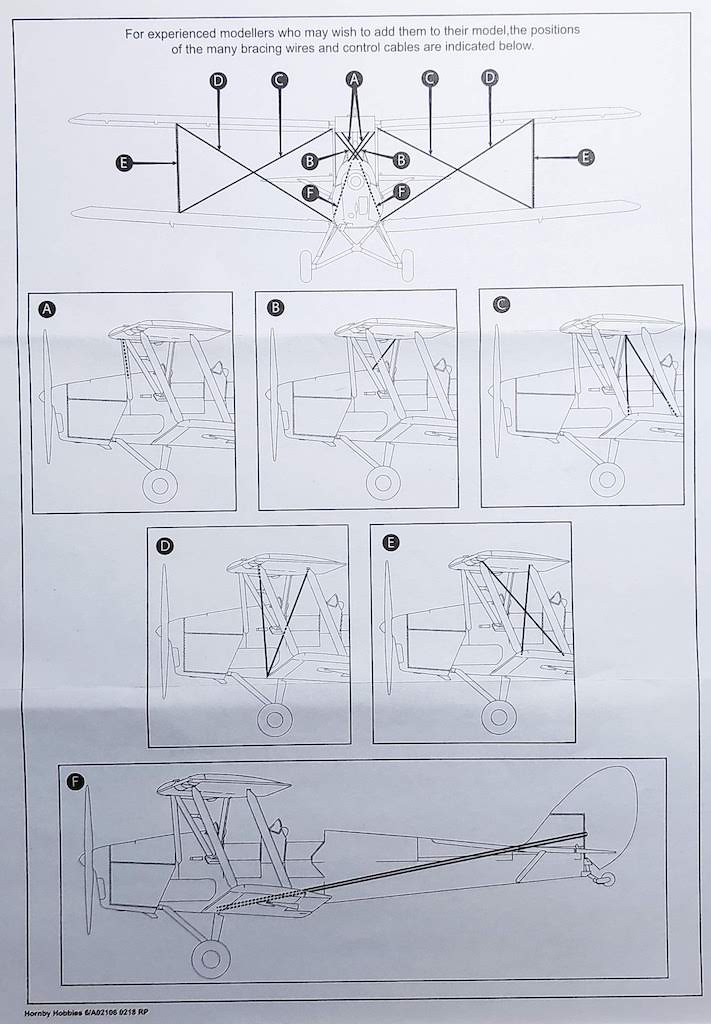 For experienced modellers who may wish to add them to their model,the positions
of the many bracing wires and control cables are indicated below.
D C A C D
E B B E
F F
A B C
D E
F
Hornby Hobbies 6/A02106 0218 RP